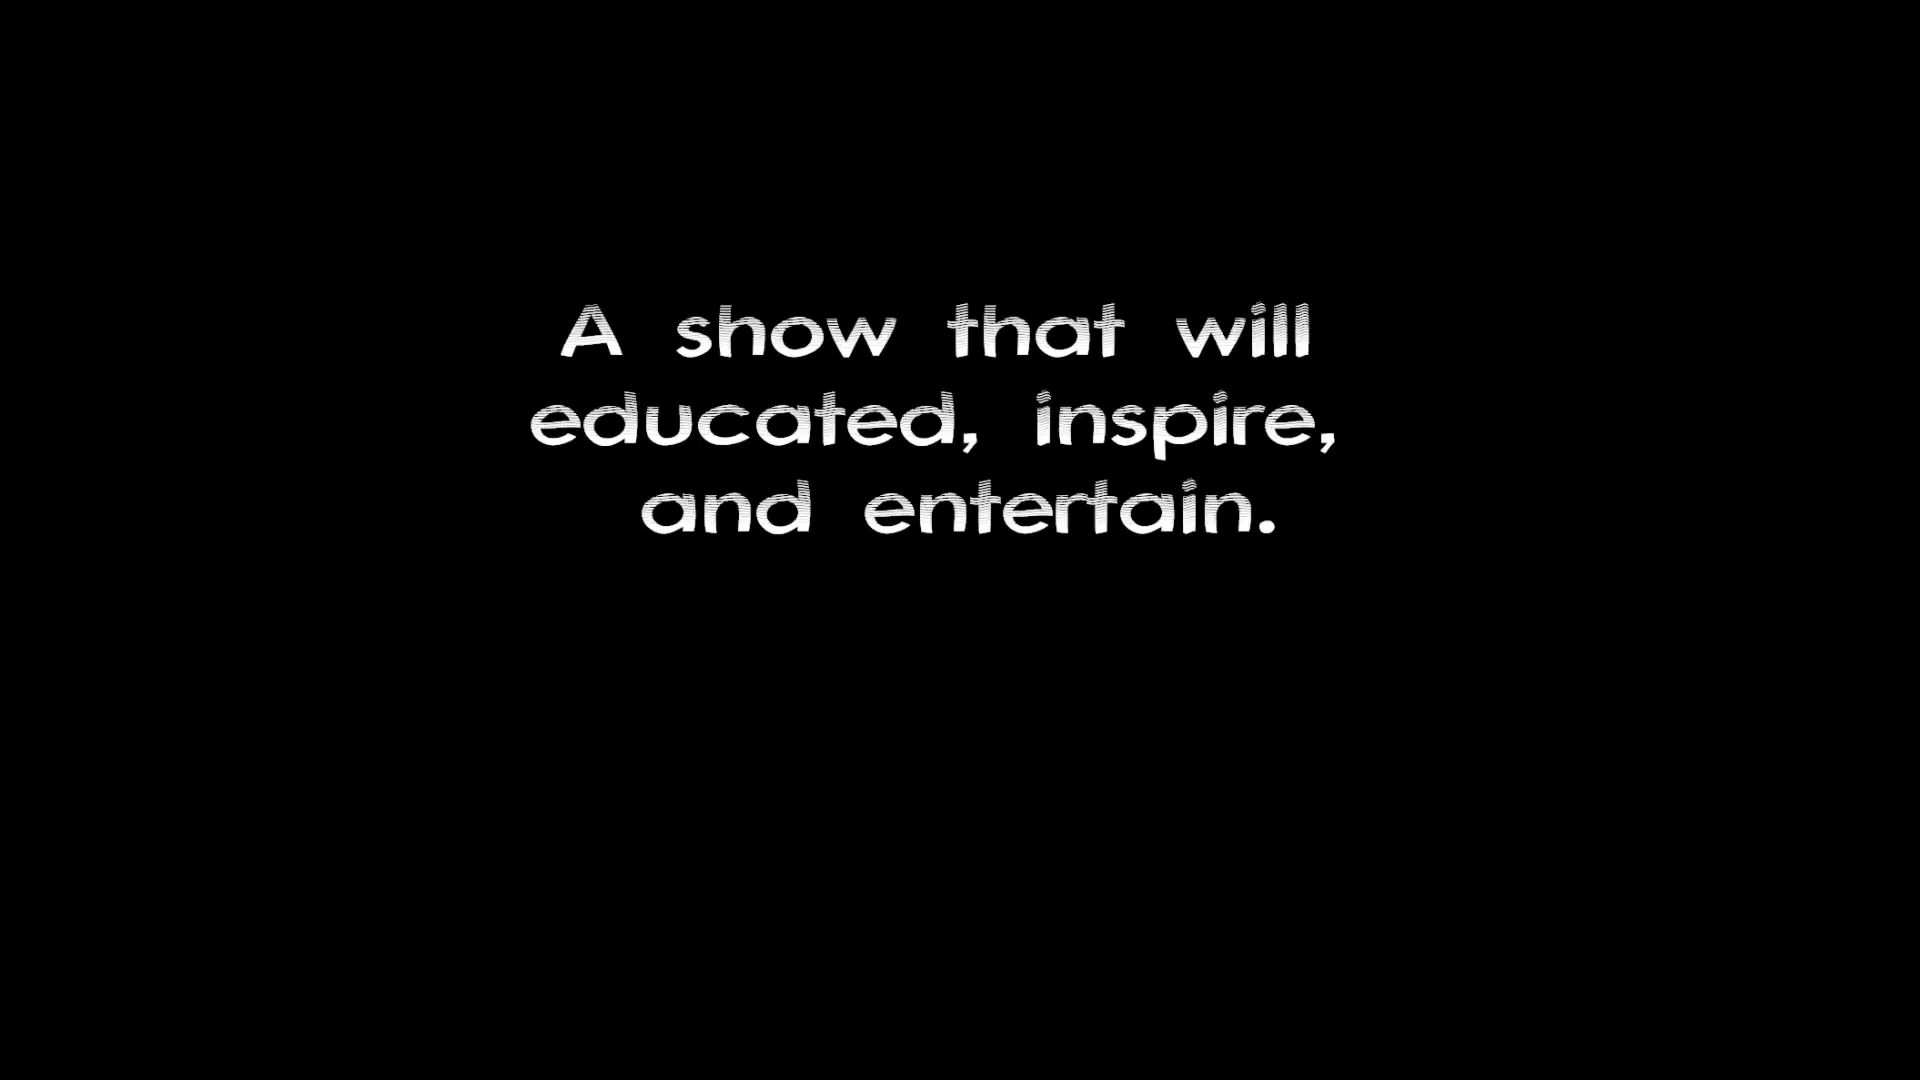 A show that will
educated, inspire,
and entertain.